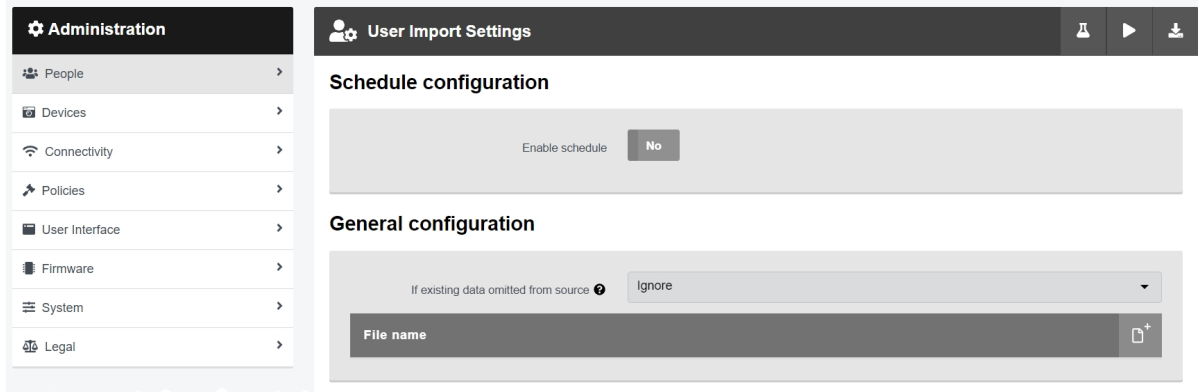 Administration
People
Devices
Connectivity
Policies
User Interface
Firmware
System
Legal
User Import Settings
Schedule configuration
Enable schedule
No
General configuration
If existing data omitted from source
Ignore
File name